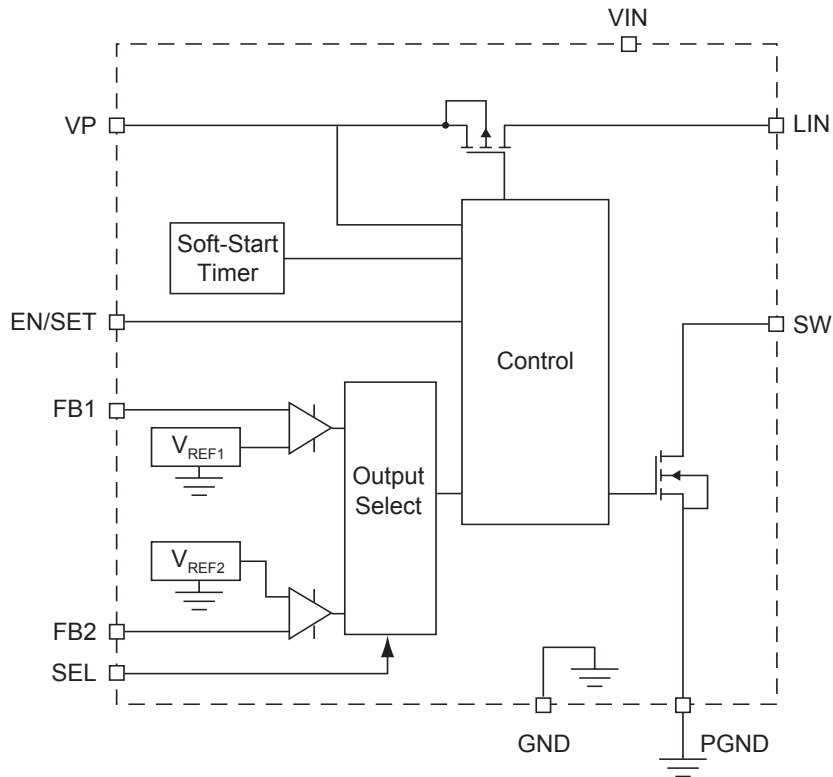 VIN
VP
LIN
Soft-Start
Timer
EN/SET
SW
Control
FB1
VREF1
Output
Select
VREF2
FB2
SEL
GND
PGND